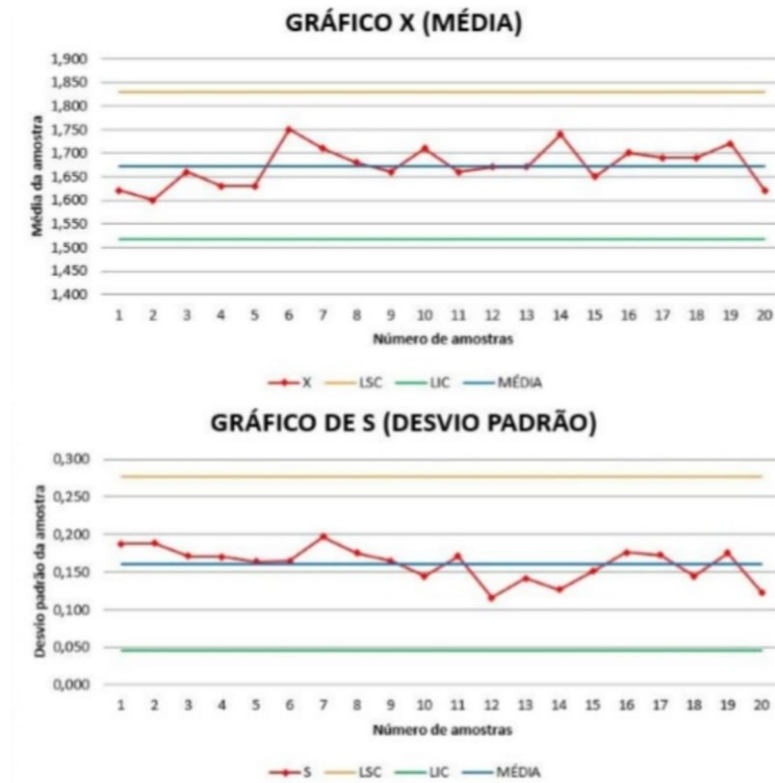 GRÁFICO X (MÉDIA)
1,900
1,850
1,800
1,750
1,700
1,650
1,600
1,550
1,500
1,450
1,400
Média da amostra
1 2 3 4 5 6 7 8 9 10 11 12 13 14 15 16 17 18 19 20
Número de amostras
X LSC LIC MÉDIA
GRÁFICO DE S (DESVIO PADRÃO)
0,300
0,250
0,200
0,150
0,100
0,050
0,000
Desvio padrão da amostra
1 2 3 4 5 6 7 8 9 10 11 12 13 14 15 16 17 18 19 20
Número de amostras
S LSC LIC MÉDIA